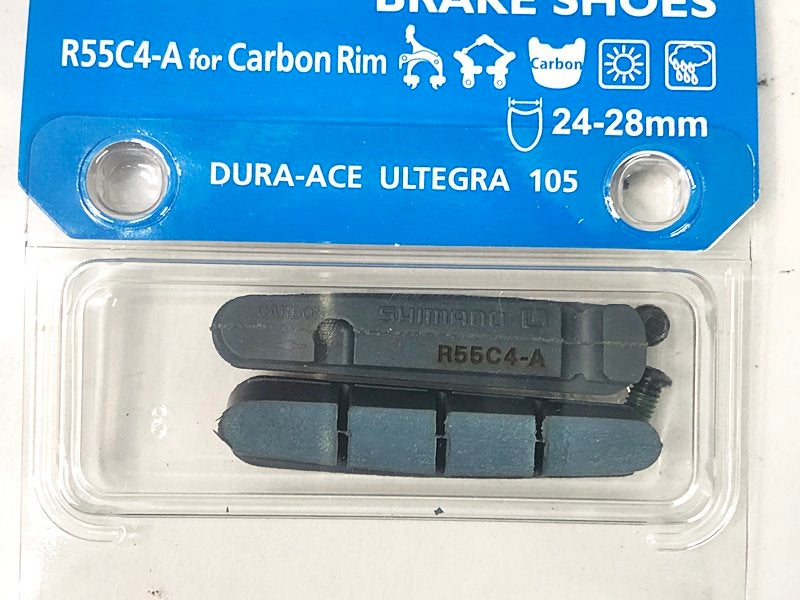 BRAKE SHOES
R55C4-A for Carbon Rim
Carbon
24-28mm
DURA-ACE ULTEGRA 105
CARBON SHIMANO L
R55C4-A